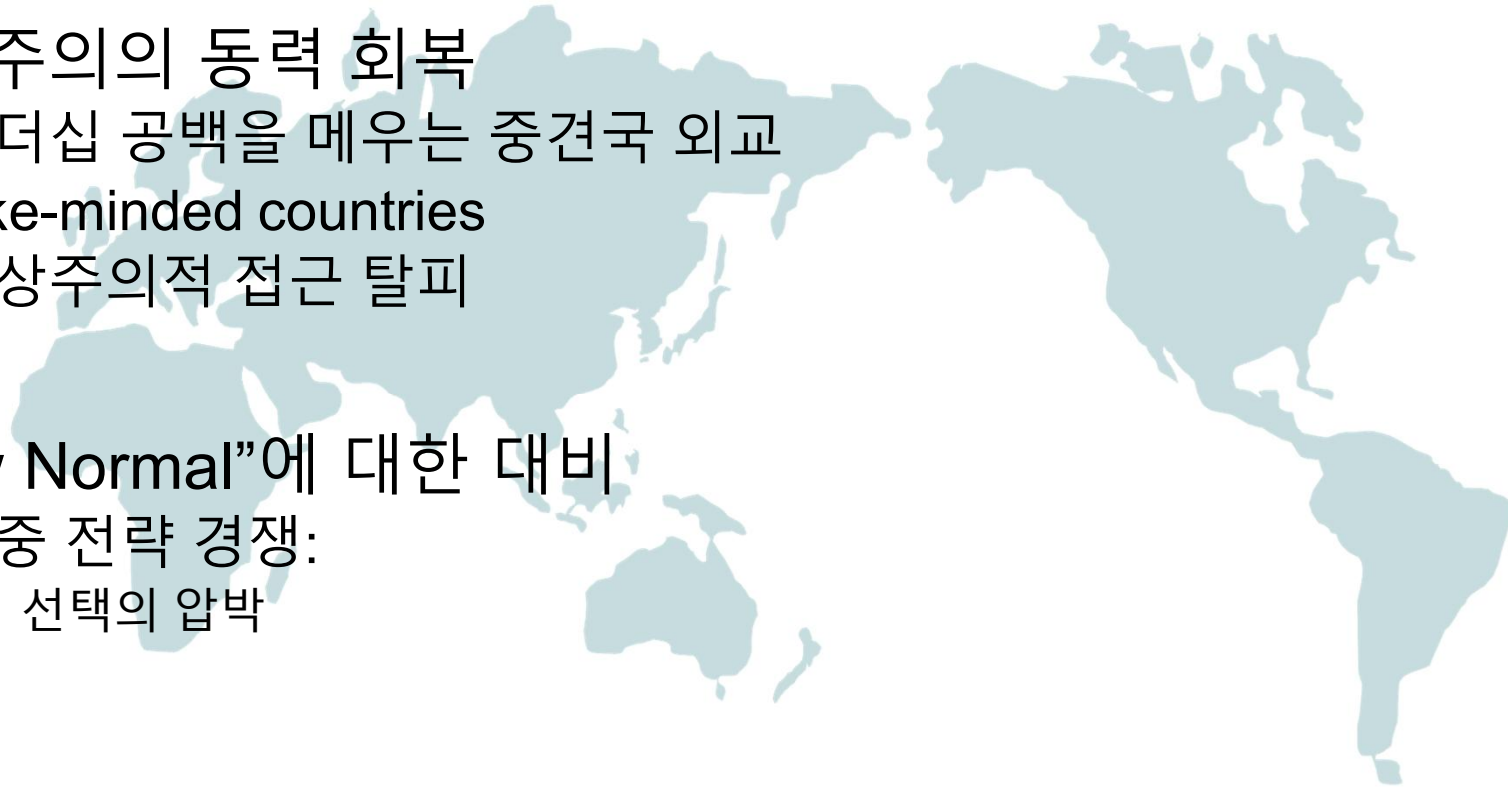 주의의 동력 회복
더십 공백을 메우는 중견국 외교
ke-minded countries
상주의적 접근 탈피
Normal”에 대한 대비
중 전략 경쟁:
선택의 압박